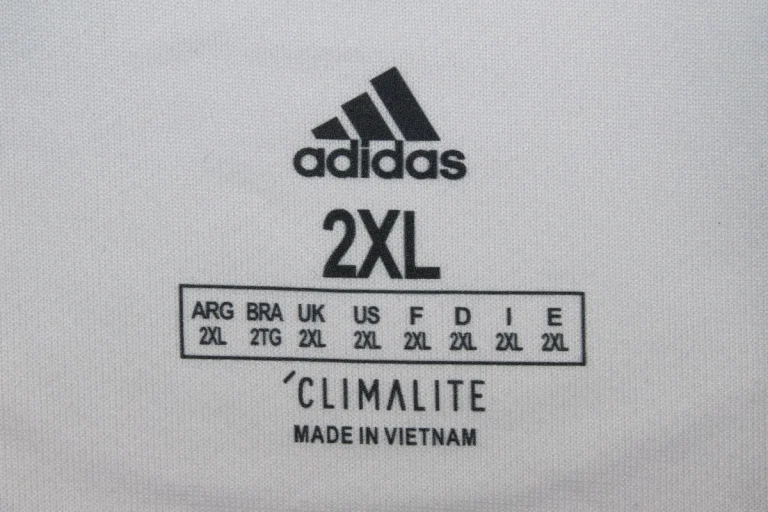 adidas
2XL
ARG BRA UK US F D I E
2XL 2TG 2XL 2XL 2XL 2XL 2XL 2XL
CLIMALITE
MADE IN VIETNAM